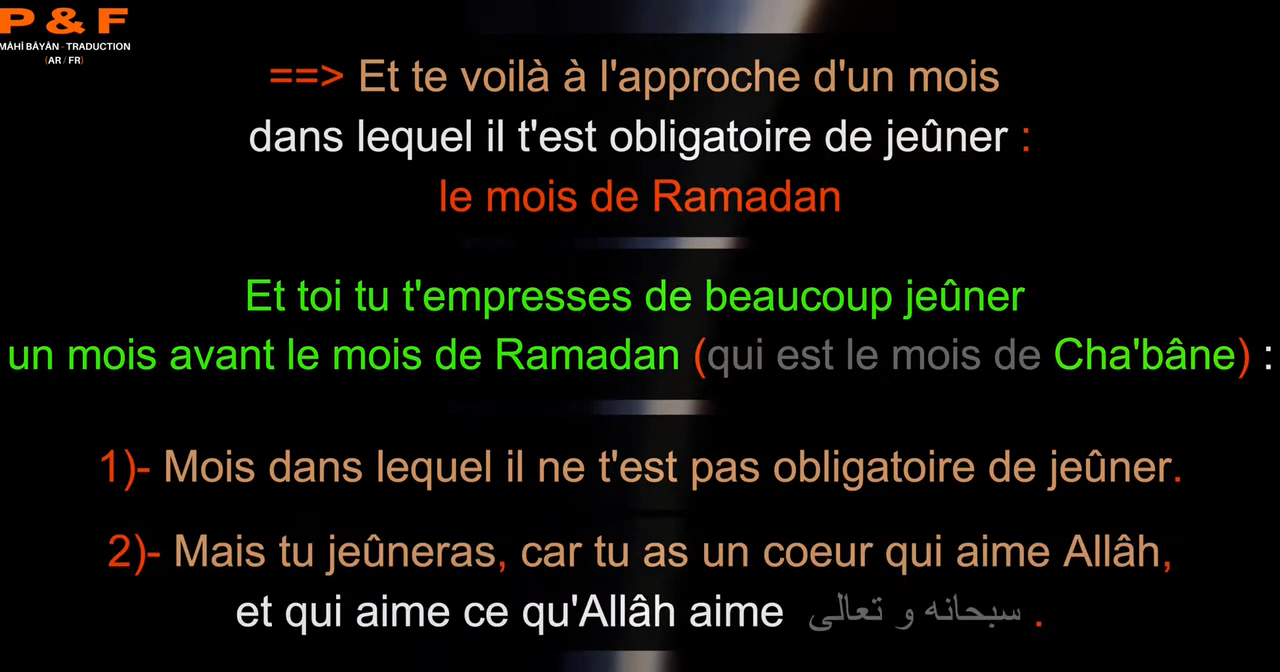 P & F
MÂHÎ BÂYÂN - TRADUCTION
(AR / FR)
==> Et te voilà à l'approche d'un mois
dans lequel il t'est obligatoire de jeûner :
le mois de Ramadan
Et toi tu t'empresses de beaucoup jeûner
un mois avant le mois de Ramadan (qui est le mois de Cha'bâne) :
1)- Mois dans lequel il ne t'est pas obligatoire de jeûner.
2)- Mais tu jeûneras, car tu as un coeur qui aime Allâh,
et qui aime ce qu'Allâh aime سبحانه و تعالى .